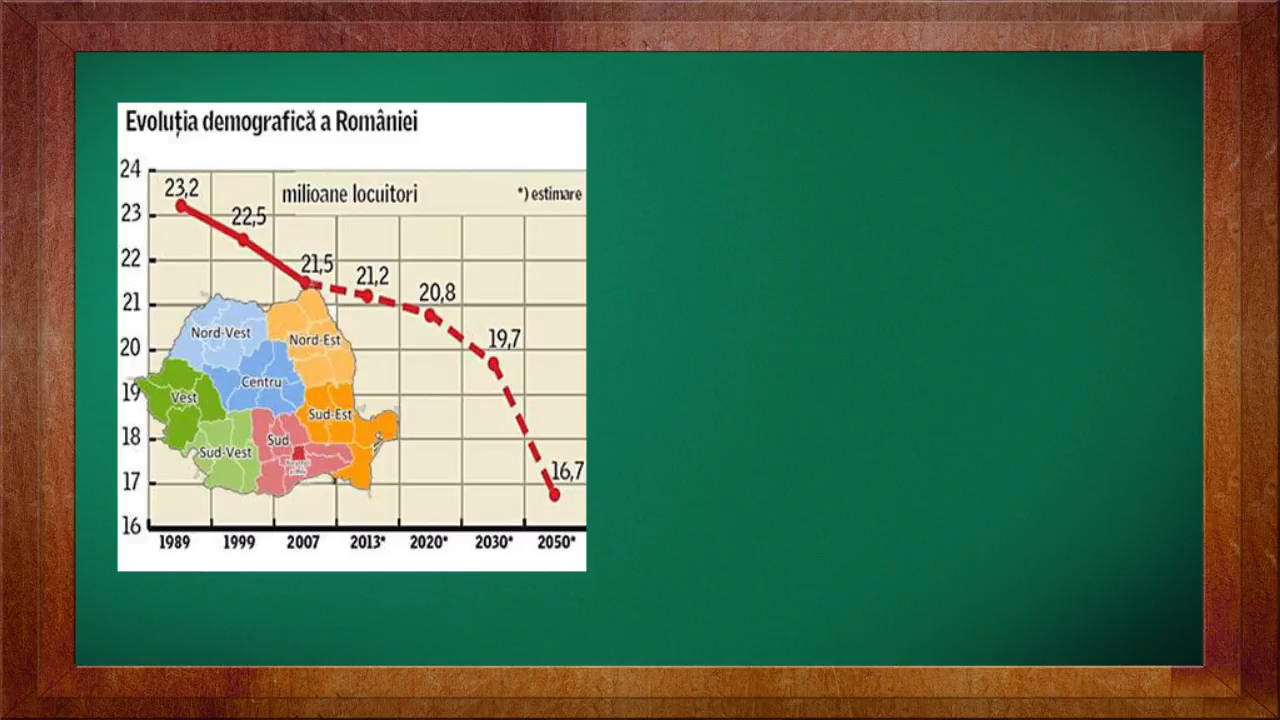 Evoluția demografică a României
milioane locuitori
*) estimare
24
23
22
21
20
19
18
17
16
23,2
22,5
21,5
21,2
20,8
19,7
16,7
Nord-Vest
Nord-Est
Centru
Vest
Sud-Est
Sud
Sud-Vest
1989 1999 2007 2013* 2020* 2030* 2050*